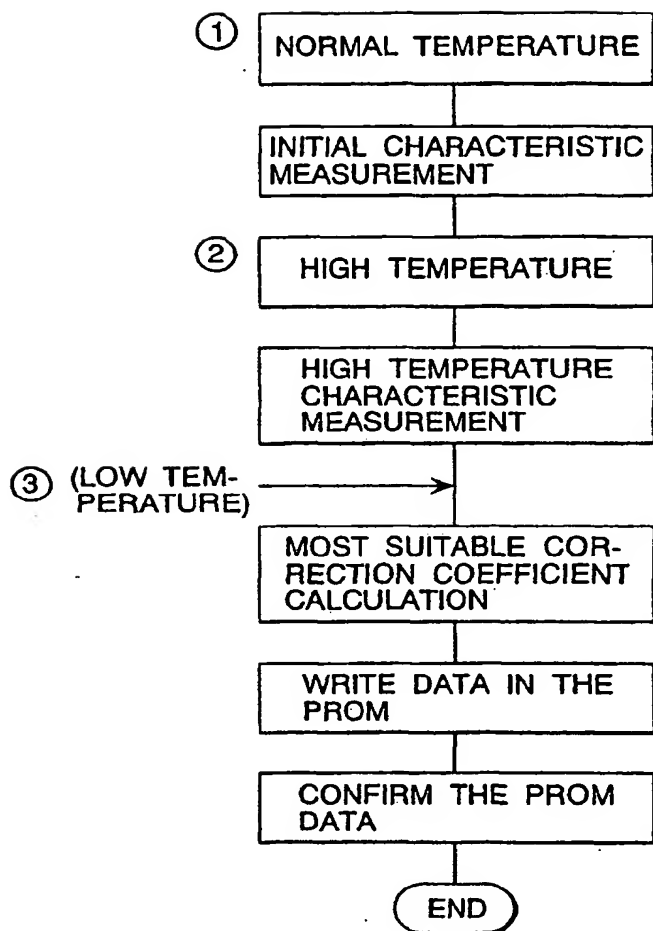 ① NORMAL TEMPERATURE
INITIAL CHARACTERISTIC
MEASUREMENT
② HIGH TEMPERATURE
HIGH TEMPERATURE
CHARACTERISTIC
MEASUREMENT
③ (LOW TEM-
PERATURE)
MOST SUITABLE COR-
RECTION COEFFICIENT
CALCULATION
WRITE DATA IN THE
PROM
CONFIRM THE PROM
DATA
END